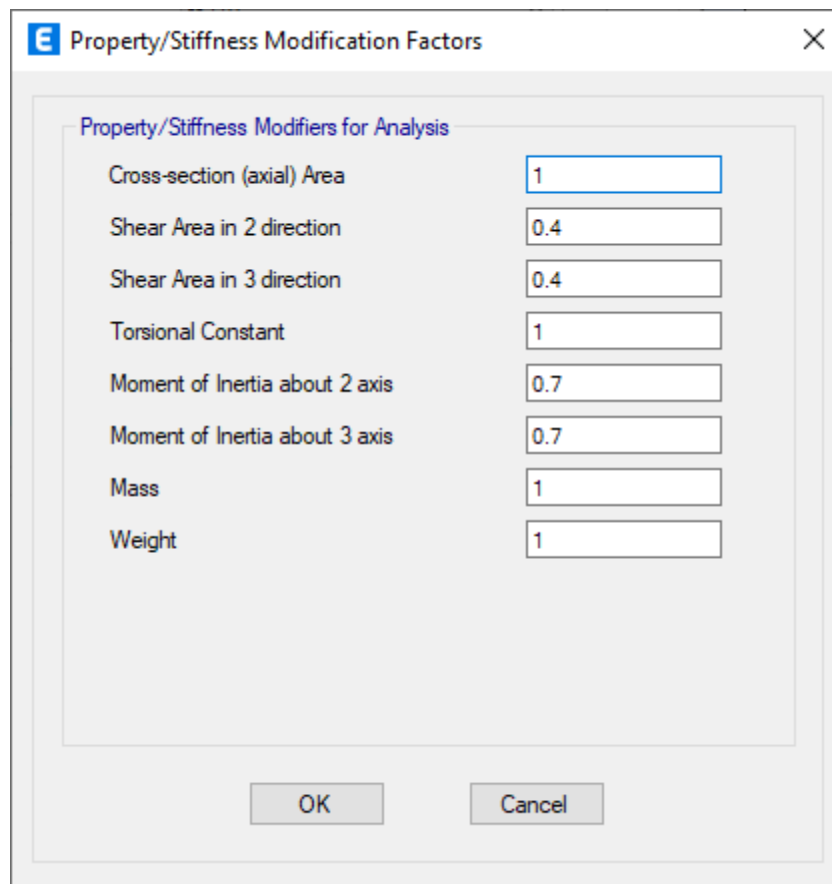 E Property/Stiffness Modification Factors
Property/Stiffness Modifiers for Analysis
Cross-section (axial) Area 1
Shear Area in 2 direction 0.4
Shear Area in 3 direction 0.4
Torsional Constant 1
Moment of Inertia about 2 axis 0.7
Moment of Inertia about 3 axis 0.7
Mass 1
Weight 1
OK Cancel